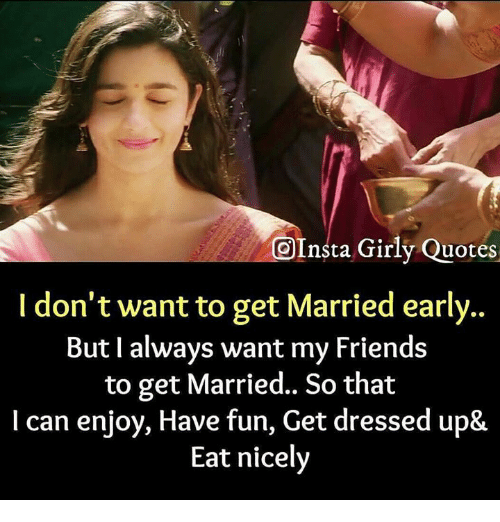 Insta Girly Quotes
I don't want to get Married early..
But I always want my Friends
to get Married.. So that
I can enjoy, Have fun, Get dressed up&
Eat nicely